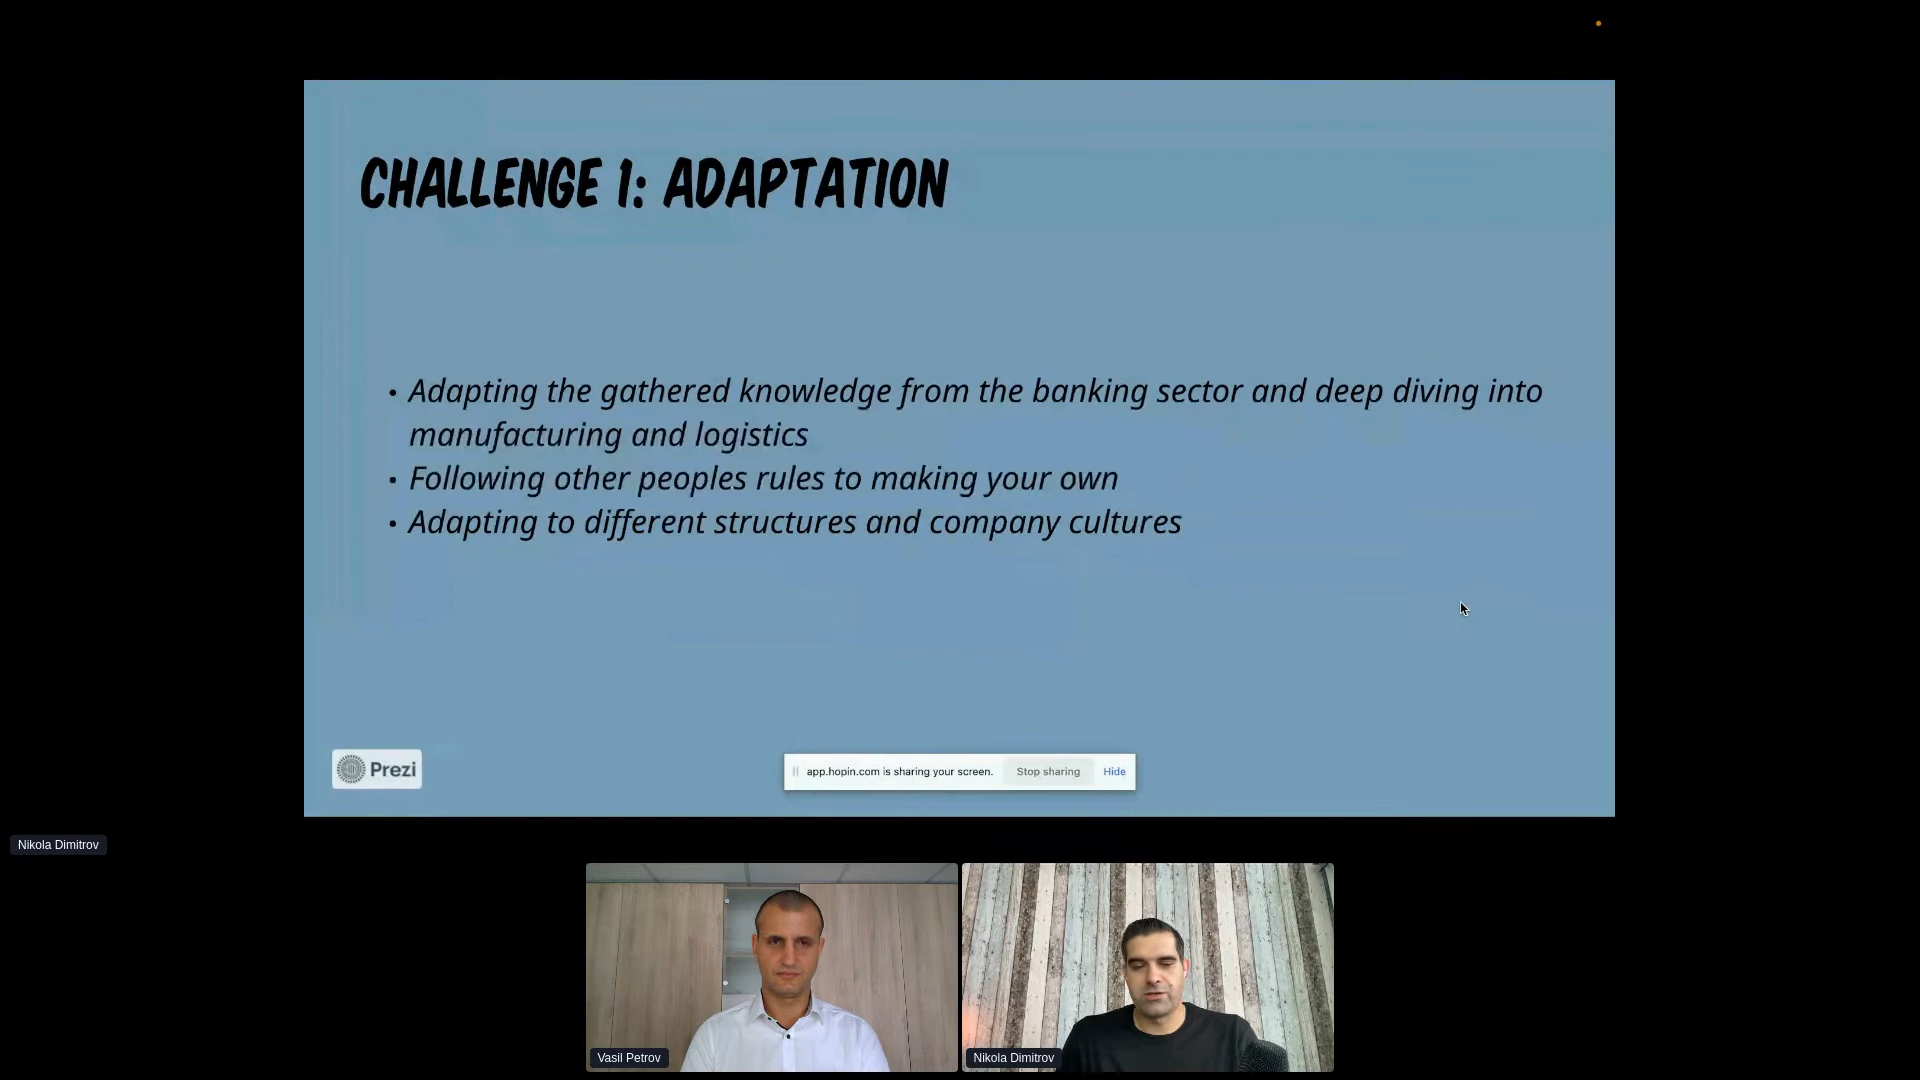 CHALLENGE 1: ADAPTATION
• Adapting the gathered knowledge from the banking sector and deep diving into
manufacturing and logistics
• Following other peoples rules to making your own
• Adapting to different structures and company cultures
Prezi
app.hopin.com is sharing your screen. Stop sharing Hide
Nikola Dimitrov
Vasil Petrov
Nikola Dimitrov